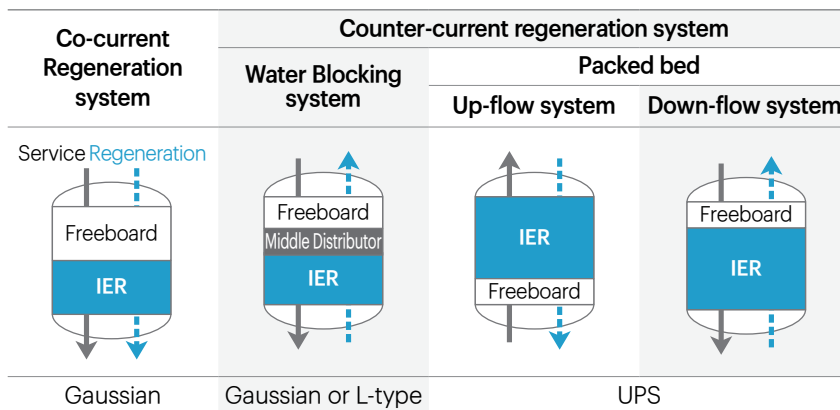 Co-current
Regeneration
system
Counter-current regeneration system
Water Blocking
system
Packed bed
Up-flow system
Down-flow system
Service Regeneration
Freeboard
IER
Freeboard
Middle Distributor
IER
IER
Freeboard
Freeboard
IER
Gaussian
Gaussian or L-type
UPS